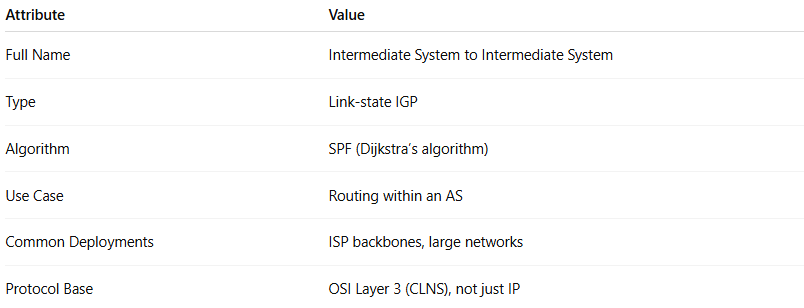 Attribute Value
Full Name Intermediate System to Intermediate System
Type Link-state IGP
Algorithm SPF (Dijkstra’s algorithm)
Use Case Routing within an AS
Common Deployments ISP backbones, large networks
Protocol Base OSI Layer 3 (CLNS), not just IP